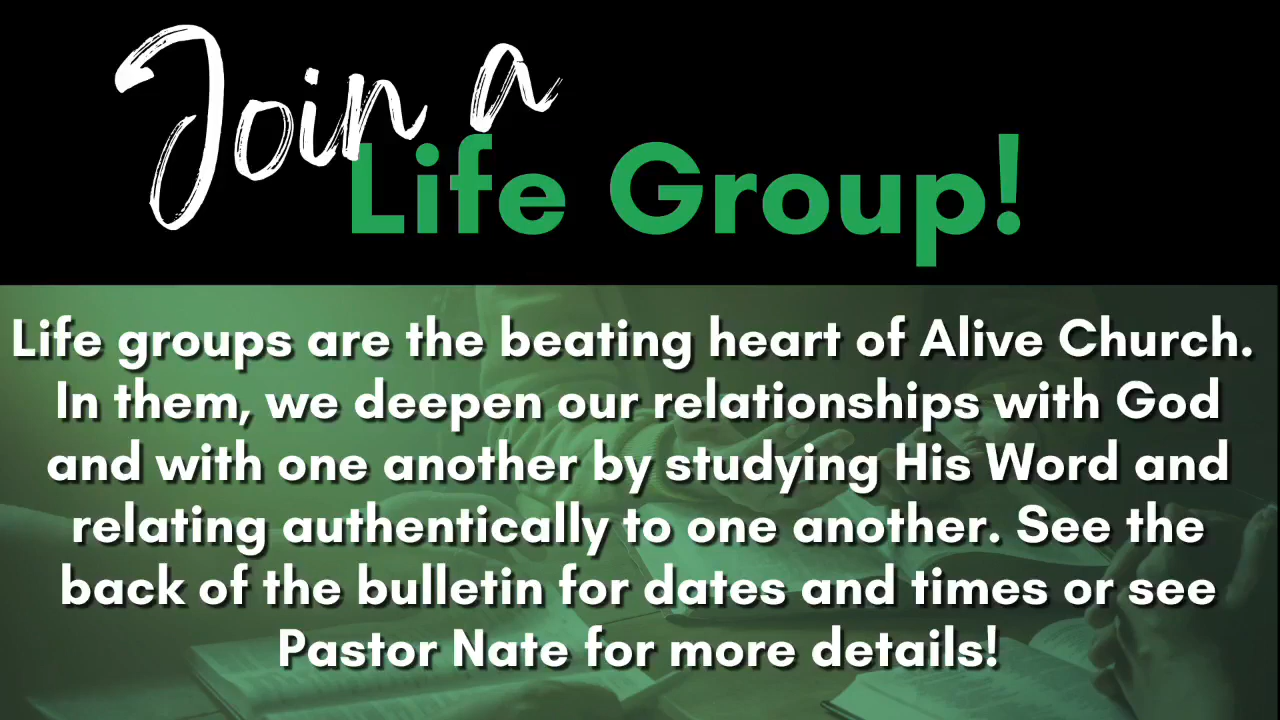 Join a
Life Group!
Life groups are the beating heart of Alive Church.
In them, we deepen our relationships with God
and with one another by studying His Word and
relating authentically to one another. See the
back of the bulletin for dates and times or see
Pastor Nate for more details!